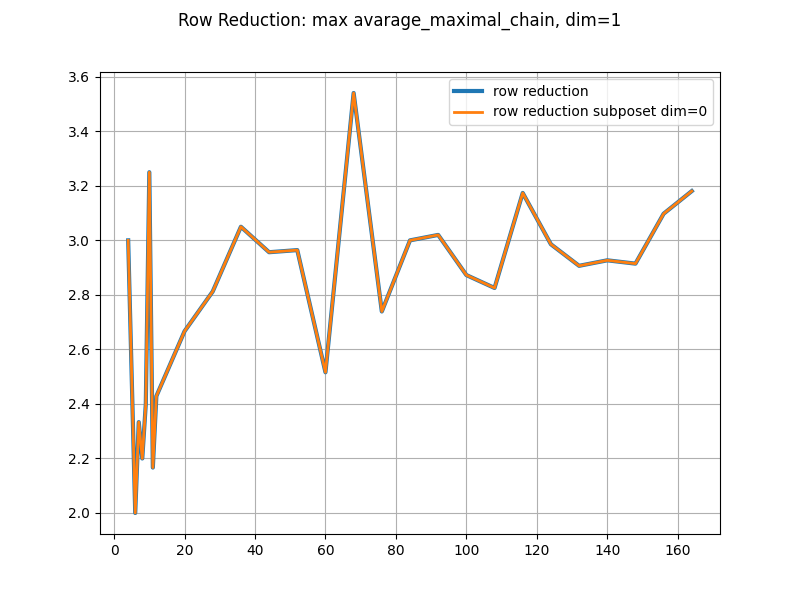 Row Reduction: max avarage_maximal_chain, dim=1
row reduction
row reduction subposet dim=0
3.6
3.4
3.2
3.0
2.8
2.6
2.4
2.2
2.0
0 20 40 60 80 100 120 140 160